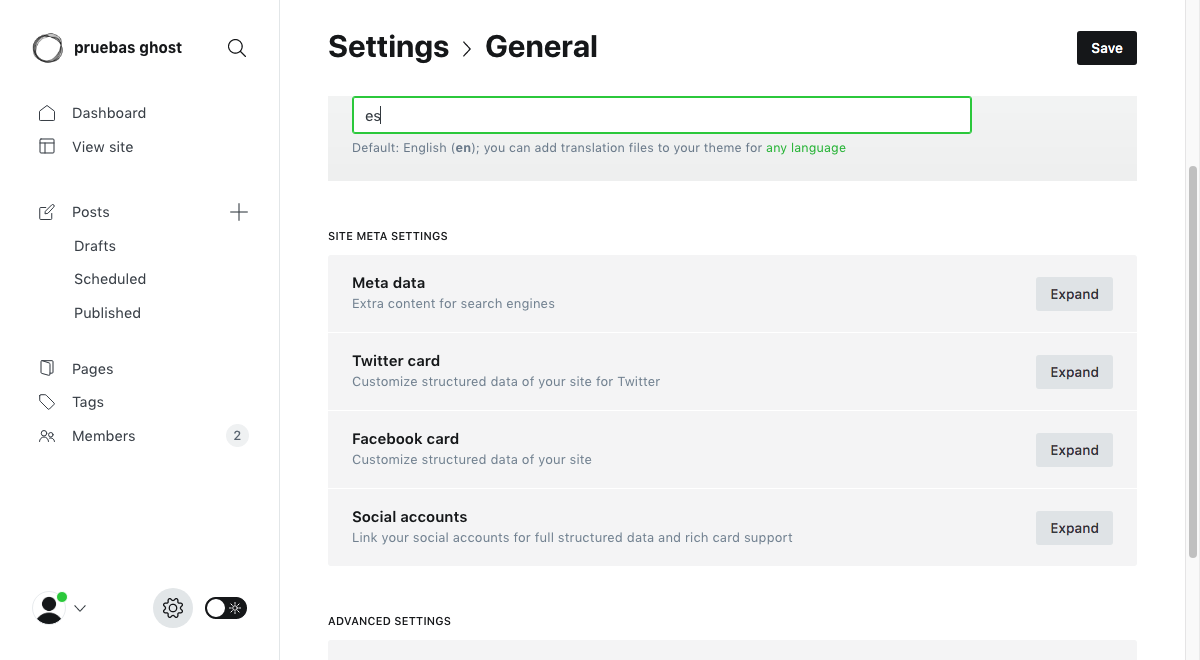 pruebas ghost
Dashboard
View site
Posts
Drafts
Scheduled
Published
Pages
Tags
Members 2
Settings > General
Save
es
Default: English (en); you can add translation files to your theme for any language
SITE META SETTINGS
Meta data
Extra content for search engines
Expand
Twitter card
Customize structured data of your site for Twitter
Expand
Facebook card
Customize structured data of your site
Expand
Social accounts
Link your social accounts for full structured data and rich card support
Expand
ADVANCED SETTINGS